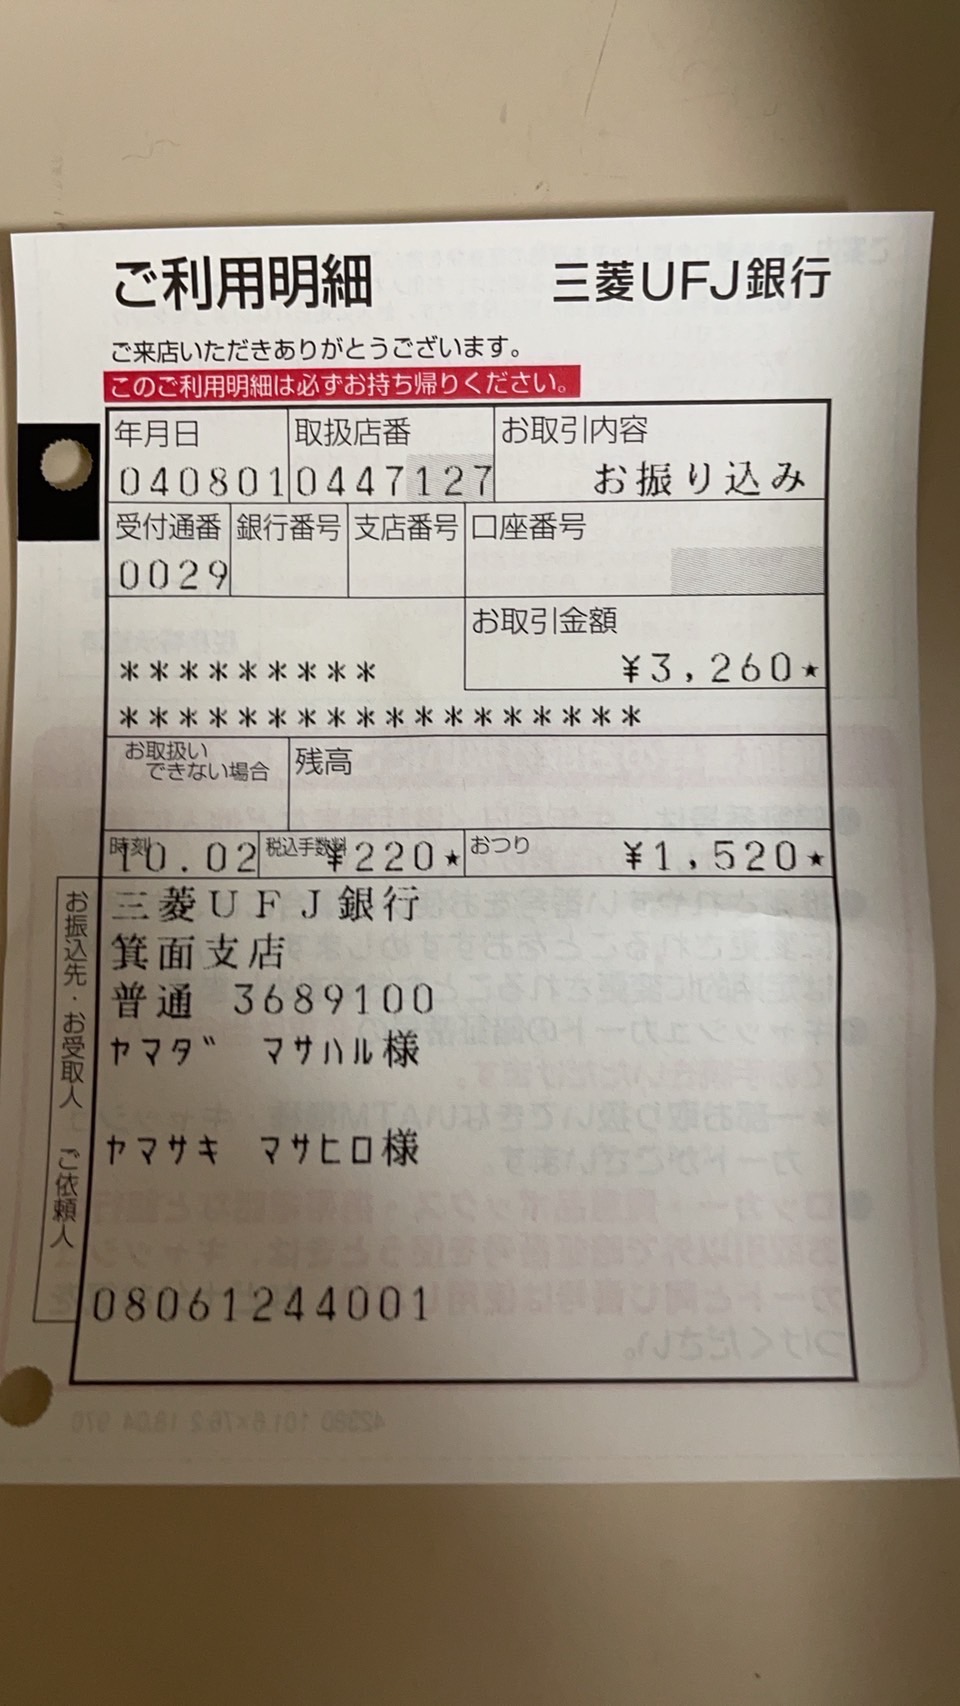 ご利用明細 三菱UFJ銀行
ご来店いただきありがとうございます。
このご利用明細は必ずお持ち帰りください。
年月日 取扱店番 お取引内容
040801 0447127 お振り込み
受付通番 銀行番号 支店番号 口座番号
0029
お取引金額
********* ¥3,260★
******************
お取扱いできない場合 残高
時刻 10.02 税込手数料 ¥220★ おつり ¥1,520★
お振込先・お受取人 ご依頼人
三菱UFJ銀行
箕面支店
普通 3689100
ヤマダ゛ マサハル様
ヤマサキ マサヒロ様
08061244001